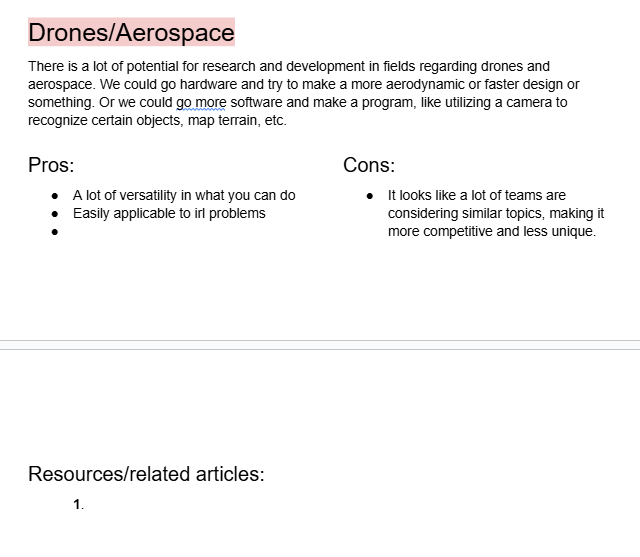 Drones/Aerospace
There is a lot of potential for research and development in fields regarding drones and
aerospace. We could go hardware and try to make a more aerodynamic or faster design or
something. Or we could go more software and make a program, like utilizing a camera to
recognize certain objects, map terrain, etc.
Pros:
● A lot of versatility in what you can do
● Easily applicable to irl problems
●
Cons:
● It looks like a lot of teams are
considering similar topics, making it
more competitive and less unique.
Resources/related articles:
1.